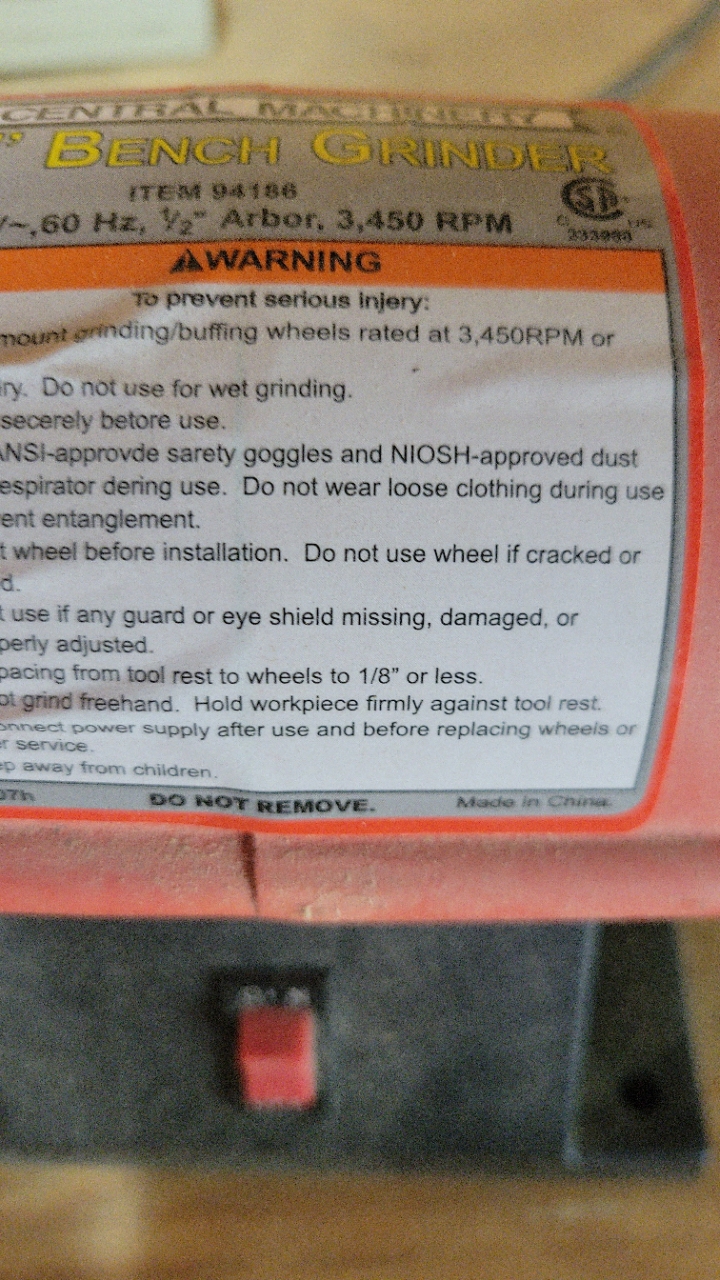 CENTRAL MACHINERY
" BENCH GRINDER
ITEM 94186
/~,60 Hz, ½" Arbor, 3,450 RPM
WARNING
To prevent serious injery:
mount grinding/buffing wheels rated at 3,450RPM or
ry. Do not use for wet grinding.
secerely betore use.
ANSI-approvde sarety goggles and NIOSH-approved dust
espirator dering use. Do not wear loose clothing during use
ent entanglement.
t wheel before installation. Do not use wheel if cracked or
d.
t use if any guard or eye shield missing, damaged, or
perly adjusted.
pacing from tool rest to wheels to 1/8" or less.
ot grind freehand. Hold workpiece firmly against tool rest.
onnect power supply after use and before replacing wheels or
r service.
ep away from children.
07h DO NOT REMOVE. Made in China.